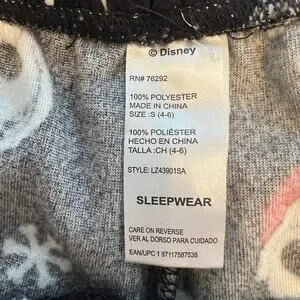 © Disney
RN# 76292
100% POLYESTER
MADE IN CHINA
SIZE :S (4-6)
100% POLIÉSTER
HECHO EN CHINA
TALLA :CH (4-6)
STYLE: LZ43901SA
SLEEPWEAR
CARE ON REVERSE
VER AL DORSO PARA CUIDADO
EAN/UPC 1 97117587538